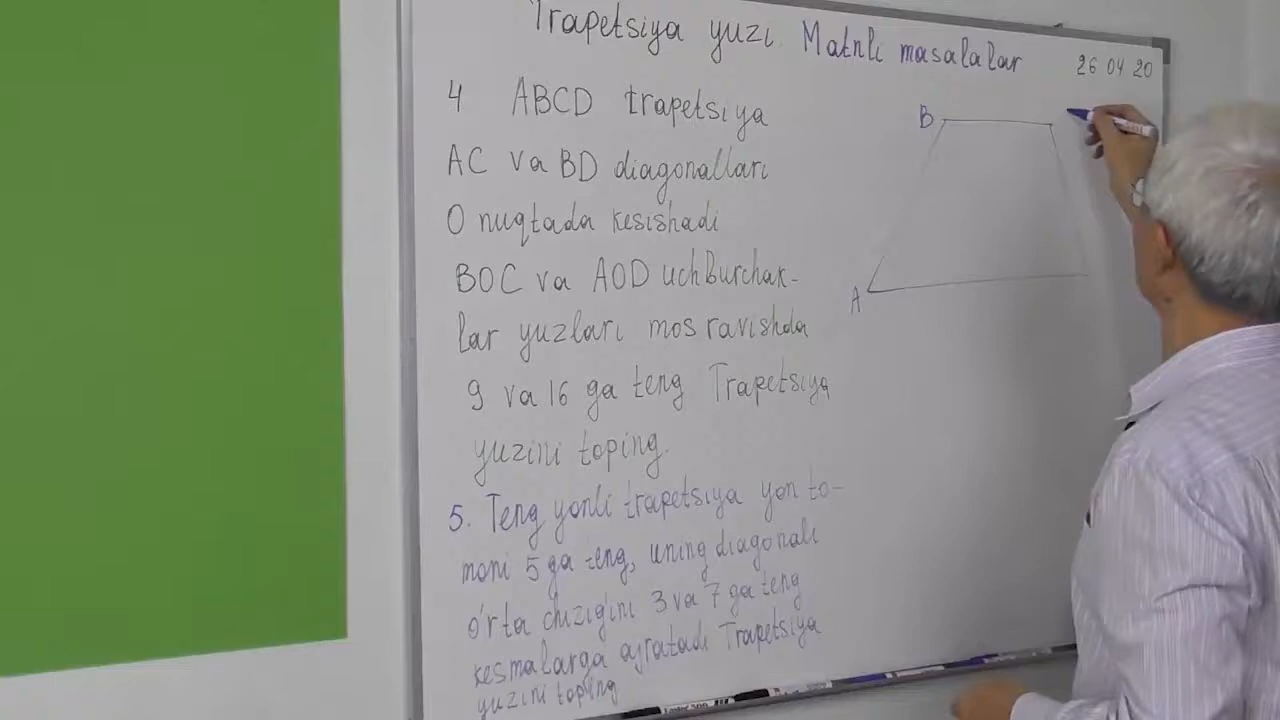 Trapetsiya yuzi. Matnli masalalar
26 04 20
4 ABCD trapetsiya
AC va BD diagonallari
O nuqtada kesishadi
BOC va AOD uchburchak-
lar yuzlari mos ravishda
9 va 16 ga teng Trapetsiya
yuzini toping.
5. Teng yonli trapetsiya yon to-
moni 5 ga teng, uning diagonali
o'rta chizig'ini 3 va 7 ga teng
kesmalarga ajratadi Trapetsiya
yuzini toping
B
A